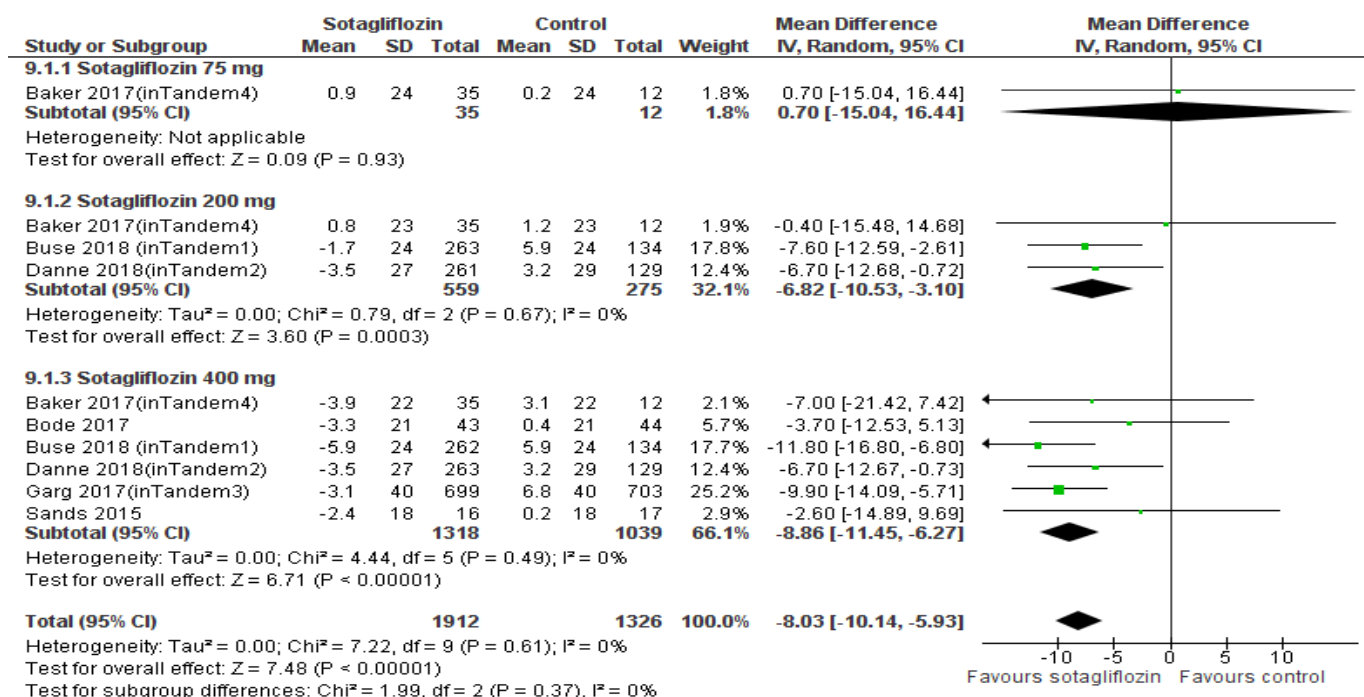 Sotagliflozin Control Mean Difference Mean Difference
Study or Subgroup Mean SD Total Mean SD Total Weight IV, Random, 95% CI IV, Random, 95% CI
9.1.1 Sotagliflozin 75 mg
Baker 2017(inTandem4) 0.9 24 35 0.2 24 12 1.8% 0.70 [-15.04, 16.44]
Subtotal (95% CI) 35 12 1.8% 0.70 [-15.04, 16.44]
Heterogeneity: Not applicable
Test for overall effect: Z = 0.09 (P = 0.93)
9.1.2 Sotagliflozin 200 mg
Baker 2017(inTandem4) 0.8 23 35 1.2 23 12 1.9% -0.40 [-15.48, 14.68]
Buse 2018 (inTandem1) -1.7 24 263 5.9 24 134 17.8% -7.60 [-12.59, -2.61]
Danne 2018(inTandem2) -3.5 27 261 3.2 29 129 12.4% -6.70 [-12.68, -0.72]
Subtotal (95% CI) 559 275 32.1% -6.82 [-10.53, -3.10]
Heterogeneity: Tau² = 0.00; Chi² = 0.79, df = 2 (P = 0.67); I² = 0%
Test for overall effect: Z = 3.60 (P = 0.0003)
9.1.3 Sotagliflozin 400 mg
Baker 2017(inTandem4) -3.9 22 35 3.1 22 12 2.1% -7.00 [-21.42, 7.42]
Bode 2017 -3.3 21 43 0.4 21 44 5.7% -3.70 [-12.53, 5.13]
Buse 2018 (inTandem1) -5.9 24 262 5.9 24 134 17.7% -11.80 [-16.80, -6.80]
Danne 2018(inTandem2) -3.5 27 263 3.2 29 129 12.4% -6.70 [-12.67, -0.73]
Garg 2017(inTandem3) -3.1 40 699 6.8 40 703 25.2% -9.90 [-14.09, -5.71]
Sands 2015 -2.4 18 16 0.2 18 17 2.9% -2.60 [-14.89, 9.69]
Subtotal (95% CI) 1318 1039 66.1% -8.86 [-11.45, -6.27]
Heterogeneity: Tau² = 0.00; Chi² = 4.44, df = 5 (P = 0.49); I² = 0%
Test for overall effect: Z = 6.71 (P < 0.00001)
Total (95% CI) 1912 1326 100.0% -8.03 [-10.14, -5.93]
Heterogeneity: Tau² = 0.00; Chi² = 7.22, df = 9 (P = 0.61); I² = 0%
Test for overall effect: Z = 7.48 (P < 0.00001)
Test for subgroup differences: Chi² = 1.99, df = 2 (P = 0.37), I² = 0%
-10 -5 0 5 10
Favours sotagliflozin Favours control